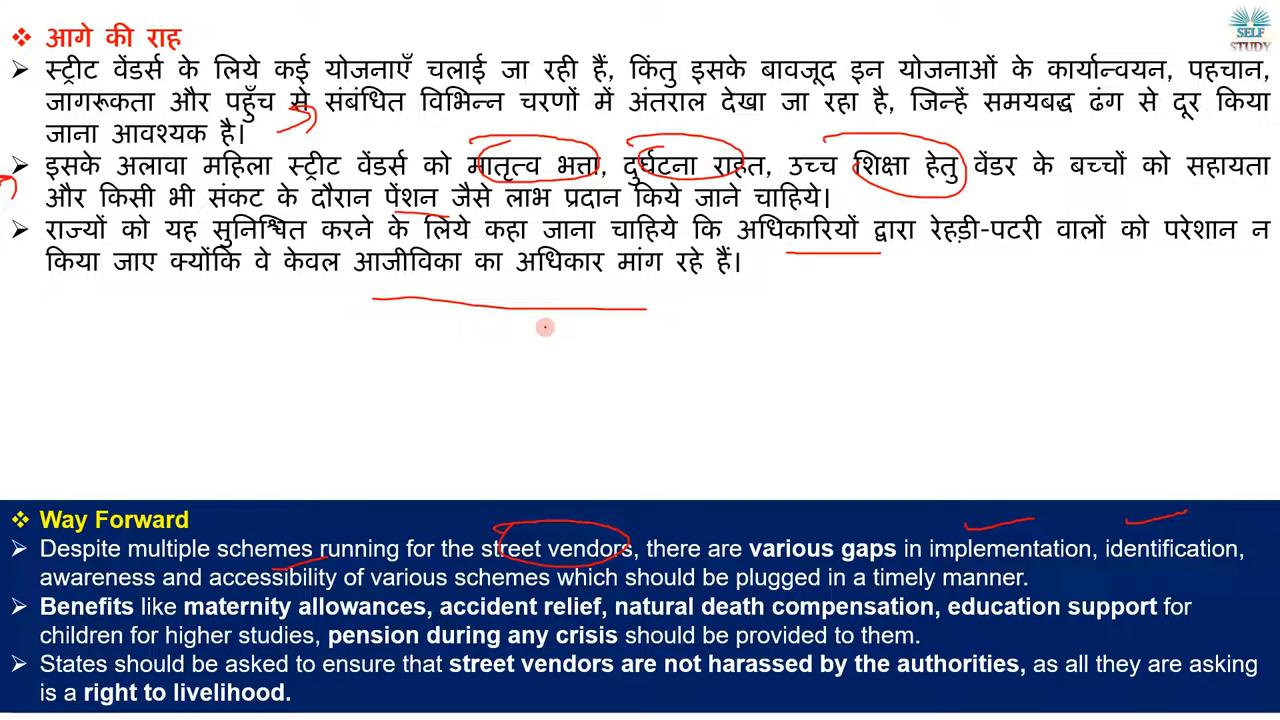 SELF
STUDY
❖ आगे की राह
➢ स्ट्रीट वेंडर्स के लिये कई योजनाएँ चलाई जा रही हैं, किंतु इसके बावजूद इन योजनाओं के कार्यान्वयन, पहचान,
जागरूकता और पहुँच से संबंधित विभिन्न चरणों में अंतराल देखा जा रहा है, जिन्हें समयबद्ध ढंग से दूर किया
जाना आवश्यक है।
➢ इसके अलावा महिला स्ट्रीट वेंडर्स को मातृत्व भत्ता, दुर्घटना राहत, उच्च शिक्षा हेतु वेंडर के बच्चों को सहायता
और किसी भी संकट के दौरान पेंशन जैसे लाभ प्रदान किये जाने चाहिये।
➢ राज्यों को यह सुनिश्चित करने के लिये कहा जाना चाहिये कि अधिकारियों द्वारा रेहड़ी-पटरी वालों को परेशान न
किया जाए क्योंकि वे केवल आजीविका का अधिकार मांग रहे हैं।
❖ Way Forward
➢ Despite multiple schemes running for the street vendors, there are various gaps in implementation, identification,
awareness and accessibility of various schemes which should be plugged in a timely manner.
➢ Benefits like maternity allowances, accident relief, natural death compensation, education support for
children for higher studies, pension during any crisis should be provided to them.
➢ States should be asked to ensure that street vendors are not harassed by the authorities, as all they are asking
is a right to livelihood.